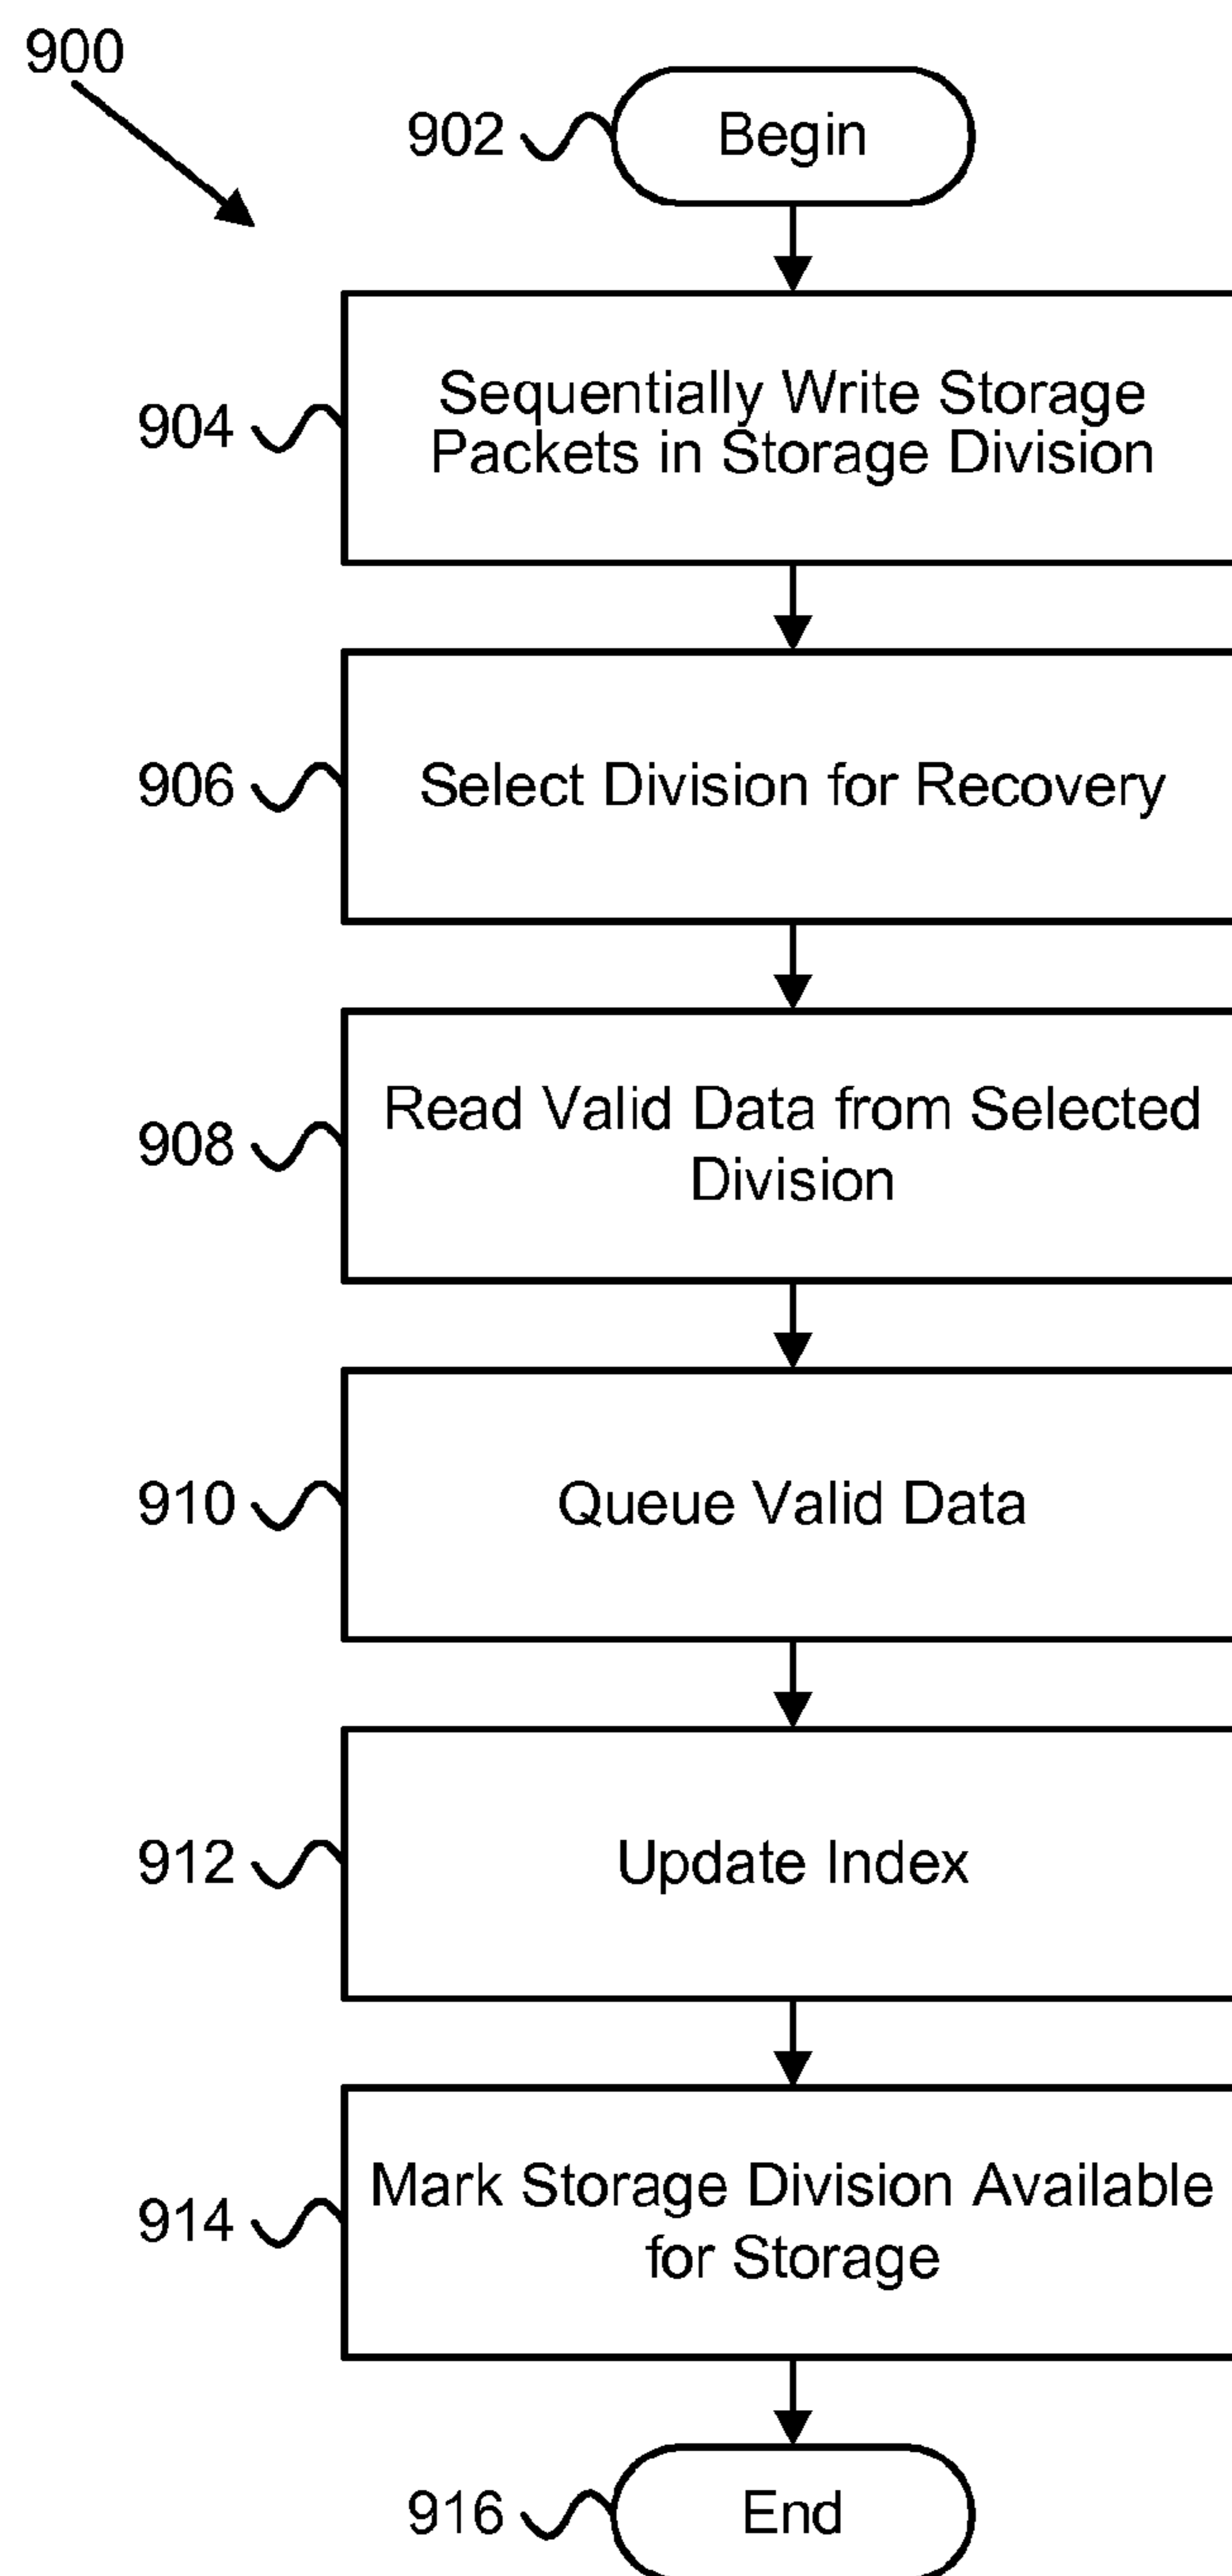 900
902
Begin
904
Sequentially Write Storage
Packets in Storage Division
906
Select Division for Recovery
908
Read Valid Data from Selected
Division
910
Queue Valid Data
912
Update Index
914
Mark Storage Division Available
for Storage
916
End